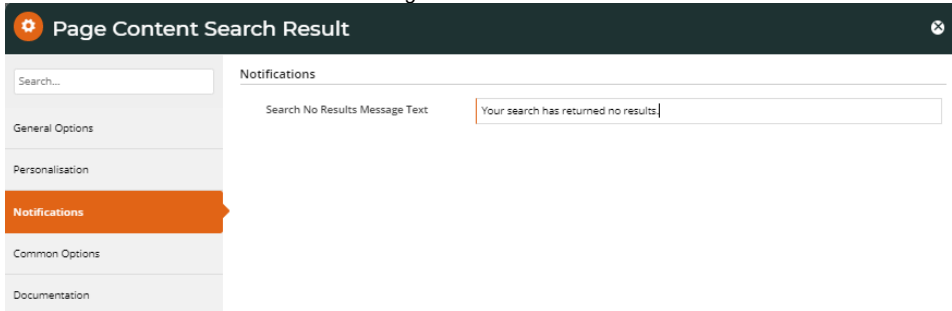 Page Content Search Result
Search...
Notifications
Search No Results Message Text
Your search has returned no results.
General Options
Personalisation
Notifications
Common Options
Documentation